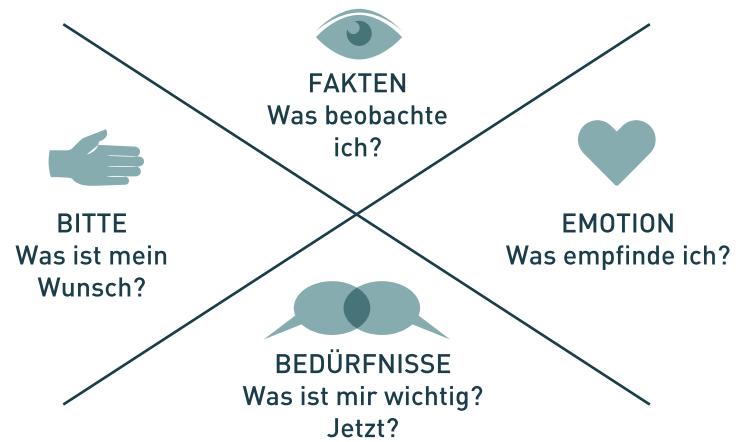 FAKTEN
Was beobachte
ich?
BITTE
Was ist mein
Wunsch?
EMOTION
Was empfinde ich?
BEDÜRFNISSE
Was ist mir wichtig?
Jetzt?